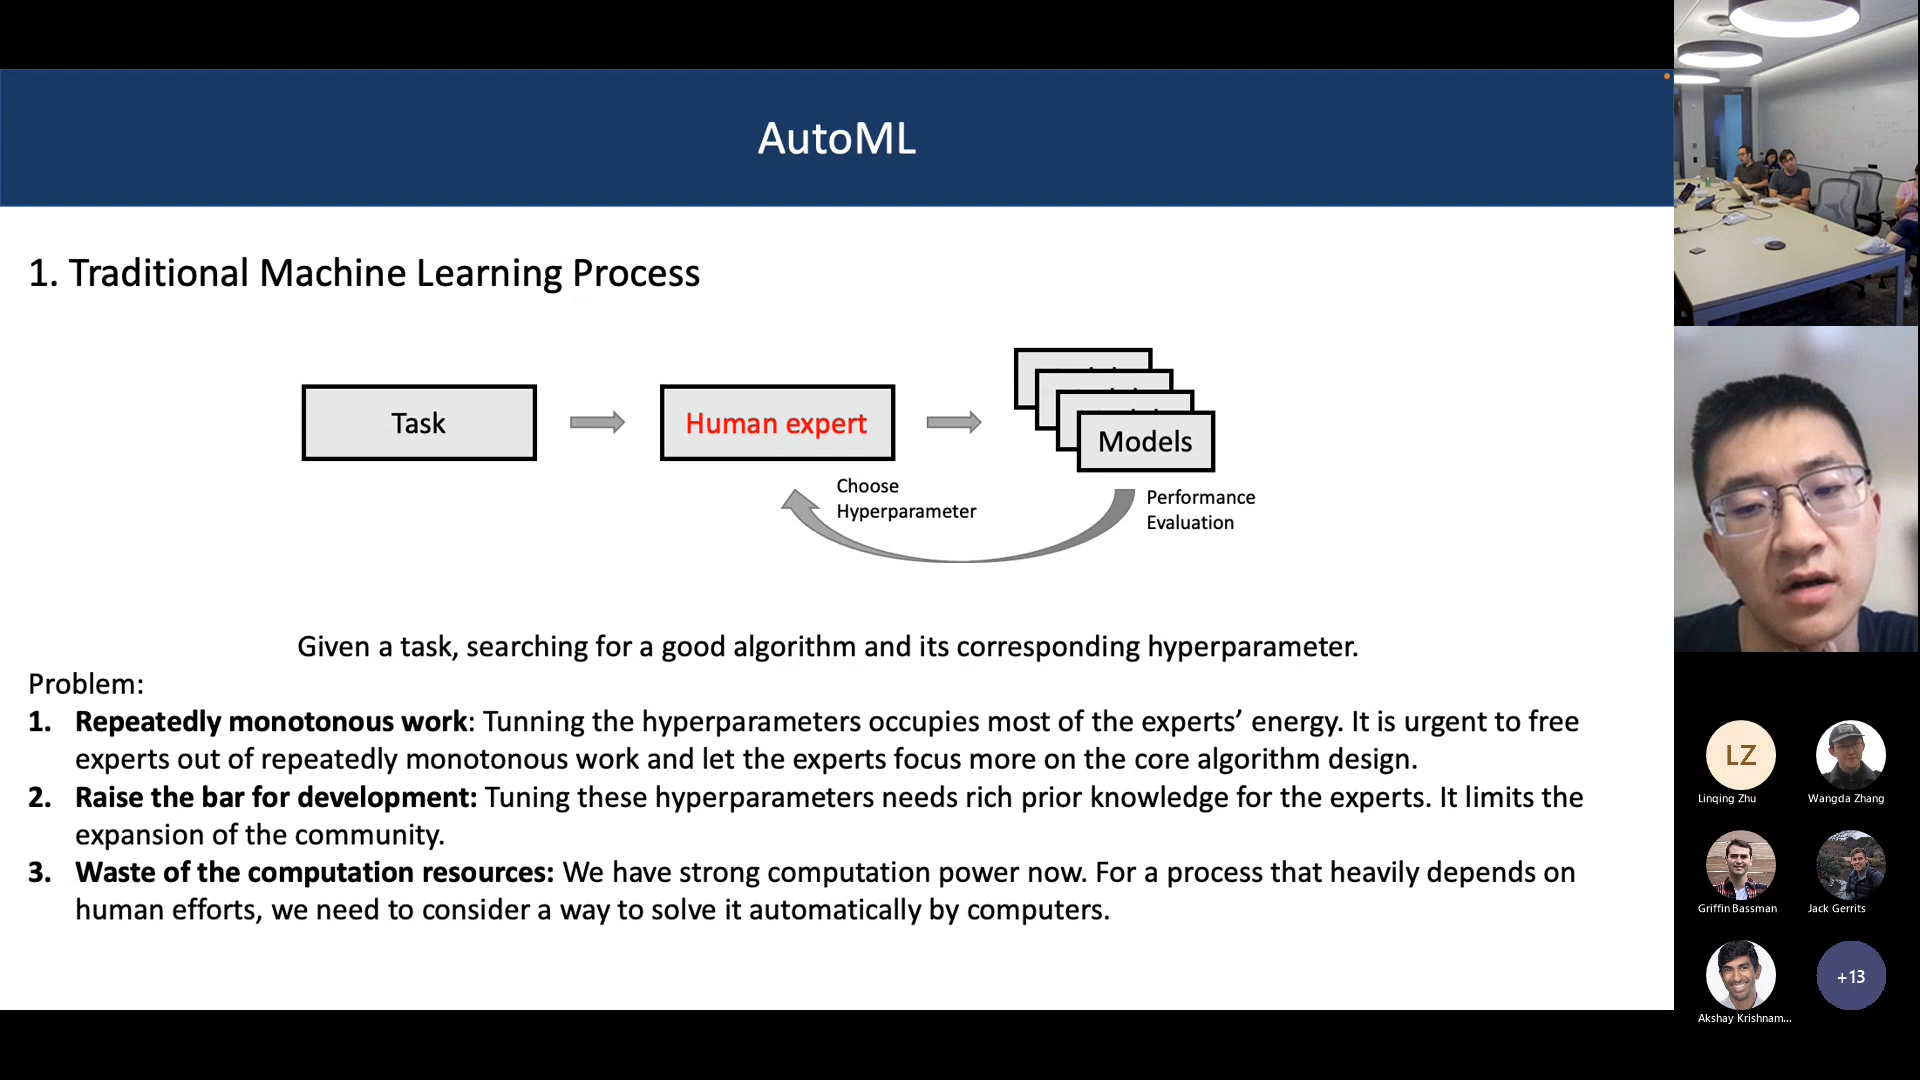 AutoML
1. Traditional Machine Learning Process
Task
Human expert
Models
Choose
Hyperparameter
Performance
Evaluation
Given a task, searching for a good algorithm and its corresponding hyperparameter.
Problem:
1. Repeatedly monotonous work: Tunning the hyperparameters occupies most of the experts’ energy. It is urgent to free
experts out of repeatedly monotonous work and let the experts focus more on the core algorithm design.
2. Raise the bar for development: Tuning these hyperparameters needs rich prior knowledge for the experts. It limits the
expansion of the community.
3. Waste of the computation resources: We have strong computation power now. For a process that heavily depends on
human efforts, we need to consider a way to solve it automatically by computers.
LZ
Linqing Zhu
Wangda Zhang
Griffin Bassman
Jack Gerrits
Akshay Krishnam...
+13